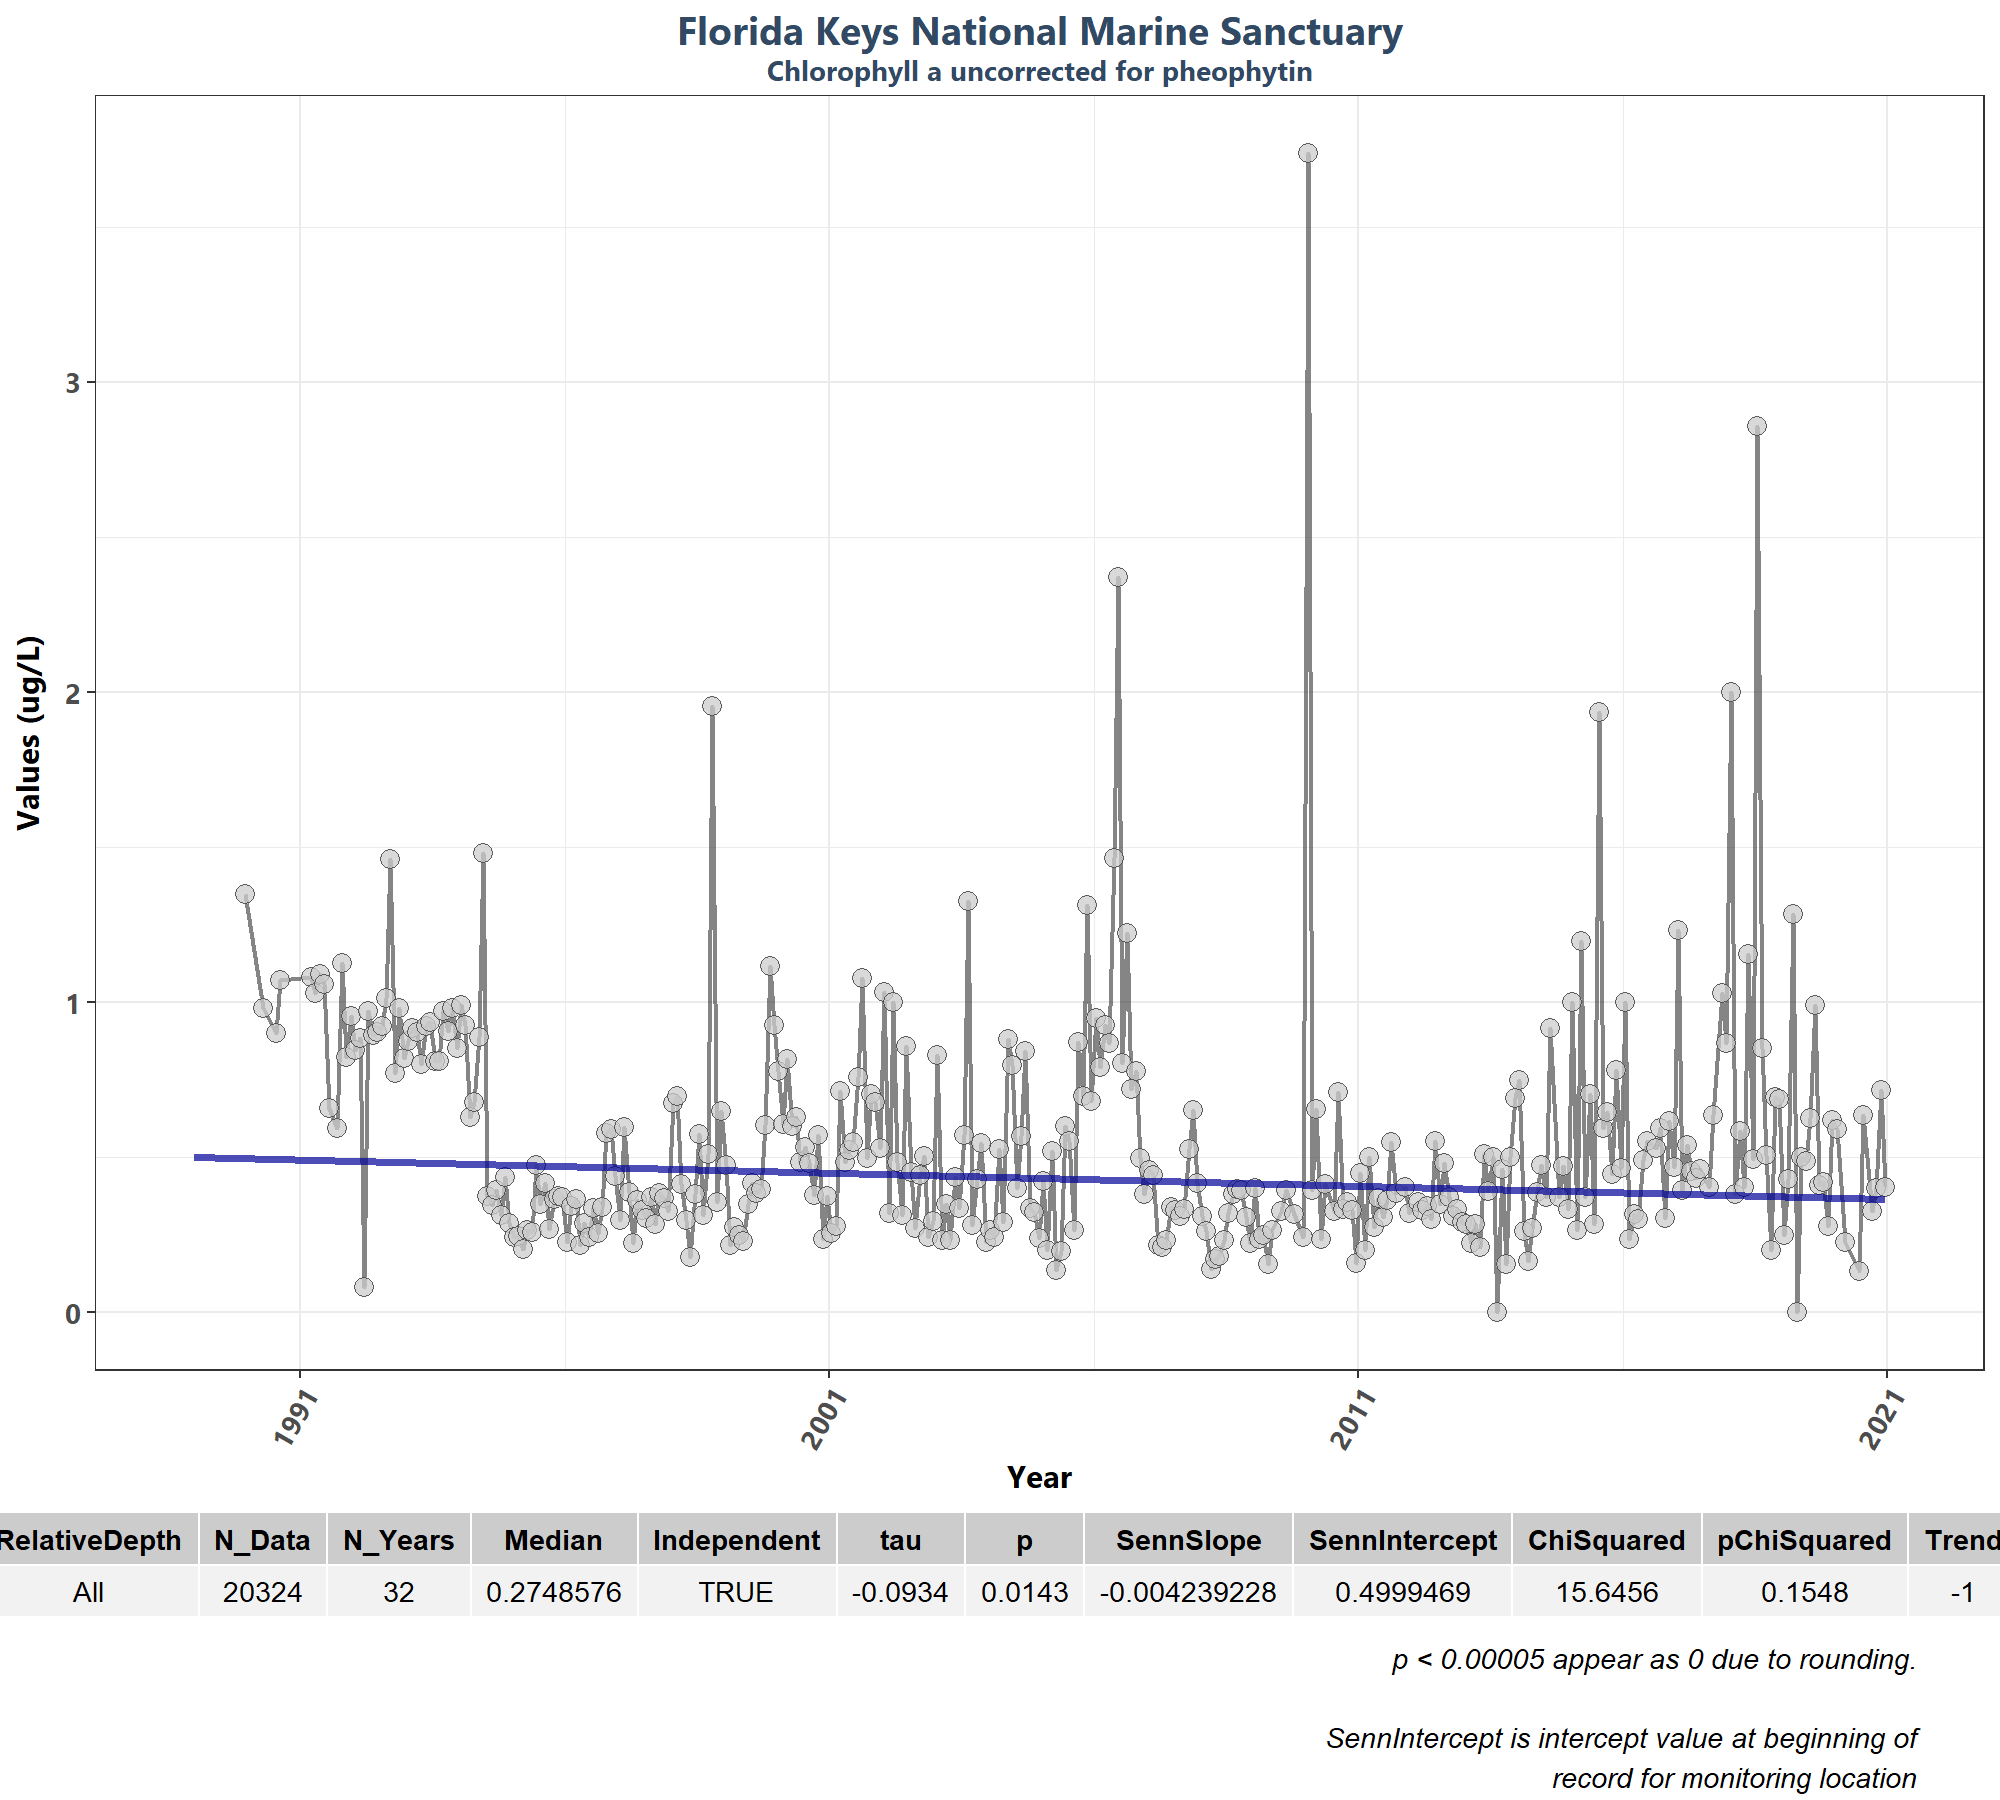 Florida Keys National Marine Sanctuary
Chlorophyll a uncorrected for pheophytin
Values (ug/L)
3
2
1
0
1991
2001
2011
2021
Year
RelativeDepth N_Data N_Years Median Independent tau p SennSlope SennIntercept ChiSquared pChiSquared Trend
All 20324 32 0.2748576 TRUE -0.0934 0.0143 -0.004239228 0.4999469 15.6456 0.1548 -1
p < 0.00005 appear as 0 due to rounding.
SennIntercept is intercept value at beginning of
record for monitoring location